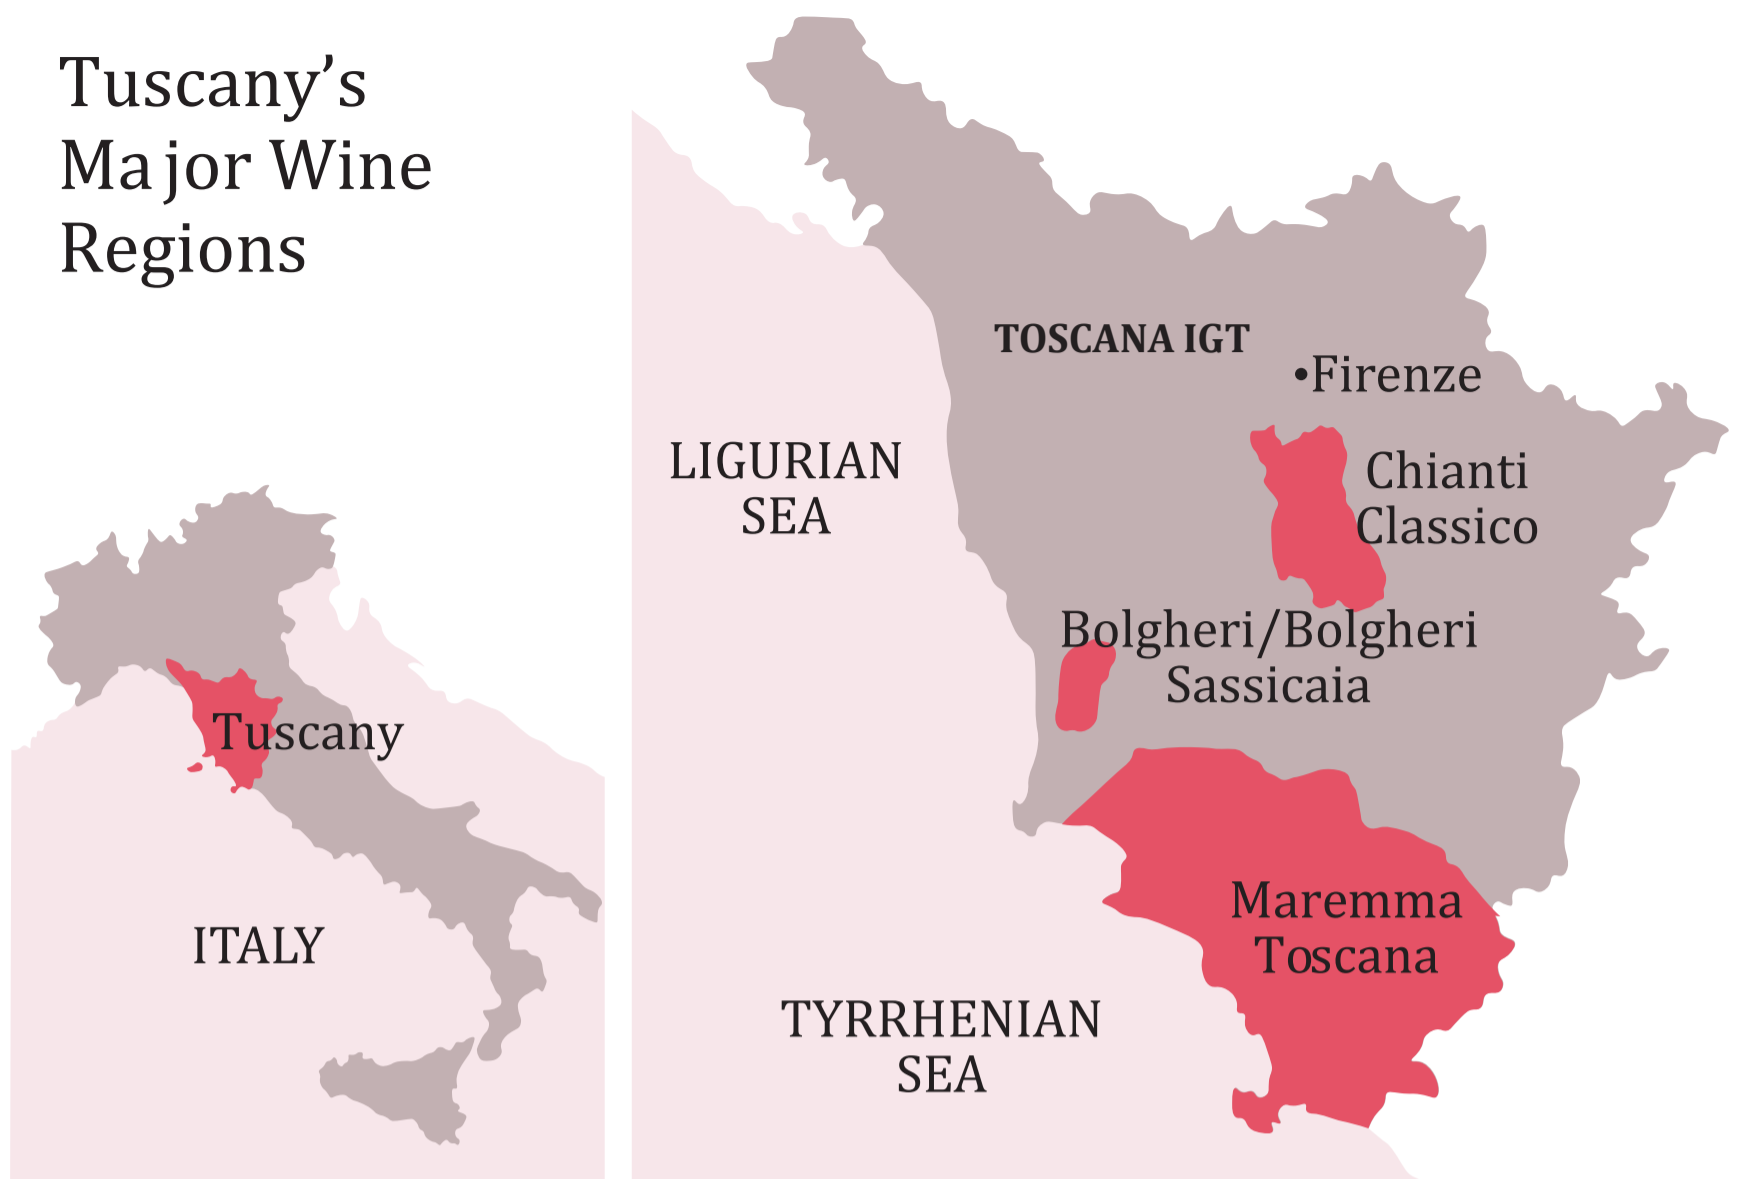 Tuscany’s
Major Wine
Regions
TOSCANA IGT
•Firenze
LIGURIAN
SEA
Chianti
Classico
Bolgheri/Bolgheri
Sassicaia
Tuscany
Maremma
Toscana
ITALY
TYRRHENIAN
SEA